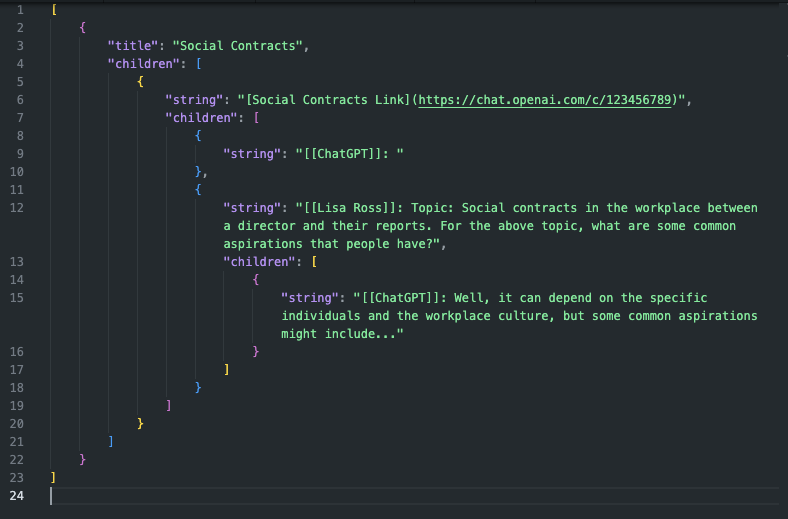 1 [
2 {
3 "title": "Social Contracts",
4 "children": [
5 {
6 "string": "[Social Contracts Link](https://chat.openai.com/c/123456789)",
7 "children": [
8 {
9 "string": "[[ChatGPT]]: "
10 },
11 {
12 "string": "[[Lisa Ross]]: Topic: Social contracts in the workplace between
a director and their reports. For the above topic, what are some common
aspirations that people have?",
13 "children": [
14 {
15 "string": "[[ChatGPT]]: Well, it can depend on the specific
individuals and the workplace culture, but some common aspirations
might include..."
16 }
17 ]
18 }
19 ]
20 }
21 ]
22 }
23 ]
24